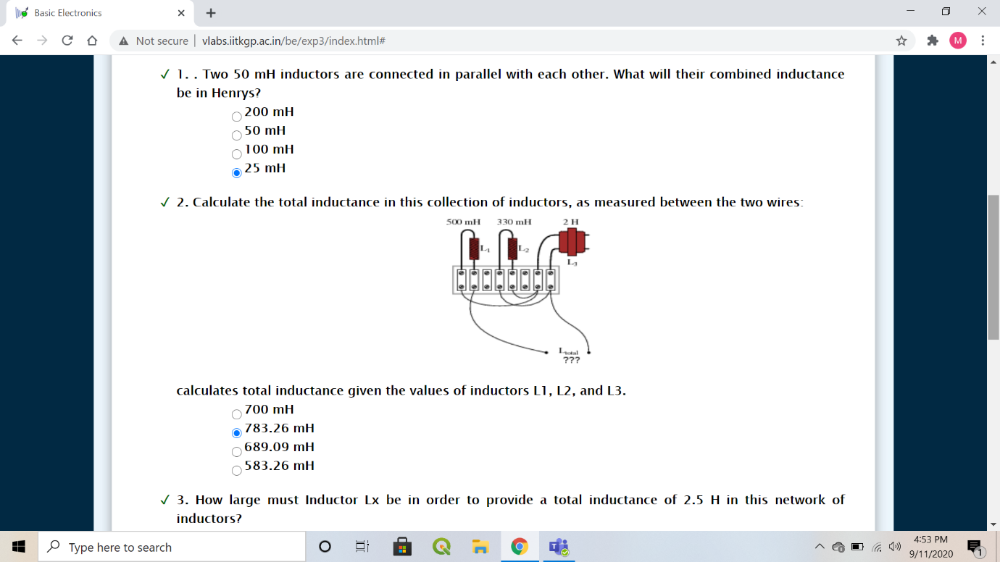 Basic Electronics
Not secure | vlabs.iitkgp.ac.in/be/exp3/index.html#
M
✓ 1. . Two 50 mH inductors are connected in parallel with each other. What will their combined inductance
be in Henrys?
200 mH
50 mH
100 mH
25 mH
✓ 2. Calculate the total inductance in this collection of inductors, as measured between the two wires:
500 mH 330 mH 2 H
L1 L2
L3
Ltotal
???
calculates total inductance given the values of inductors L1, L2, and L3.
700 mH
783.26 mH
689.09 mH
583.26 mH
✓ 3. How large must Inductor Lx be in order to provide a total inductance of 2.5 H in this network of
inductors?
Type here to search
4:53 PM
9/11/2020
1